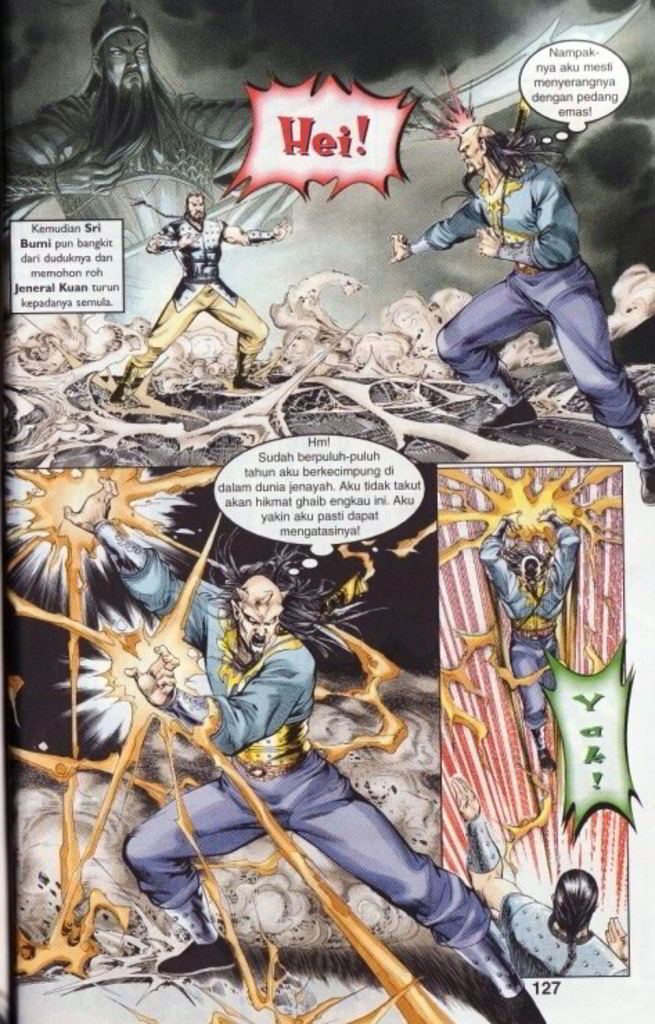 Nampak-
nya aku mesti
menyerangnya
dengan pedang
emas!
Hei!
Kemudian Sri
Bumi pun bangkit
dari duduknya dan
memohon roh
Jeneral Kuan turun
kepadanya semula.
Hm!
Sudah berpuluh-puluh
tahun aku berkecimpung di
dalam dunia jenayah. Aku tidak takut
akan hikmat ghaib engkau ini. Aku
yakin aku pasti dapat
mengatasinya!
Yak!
127